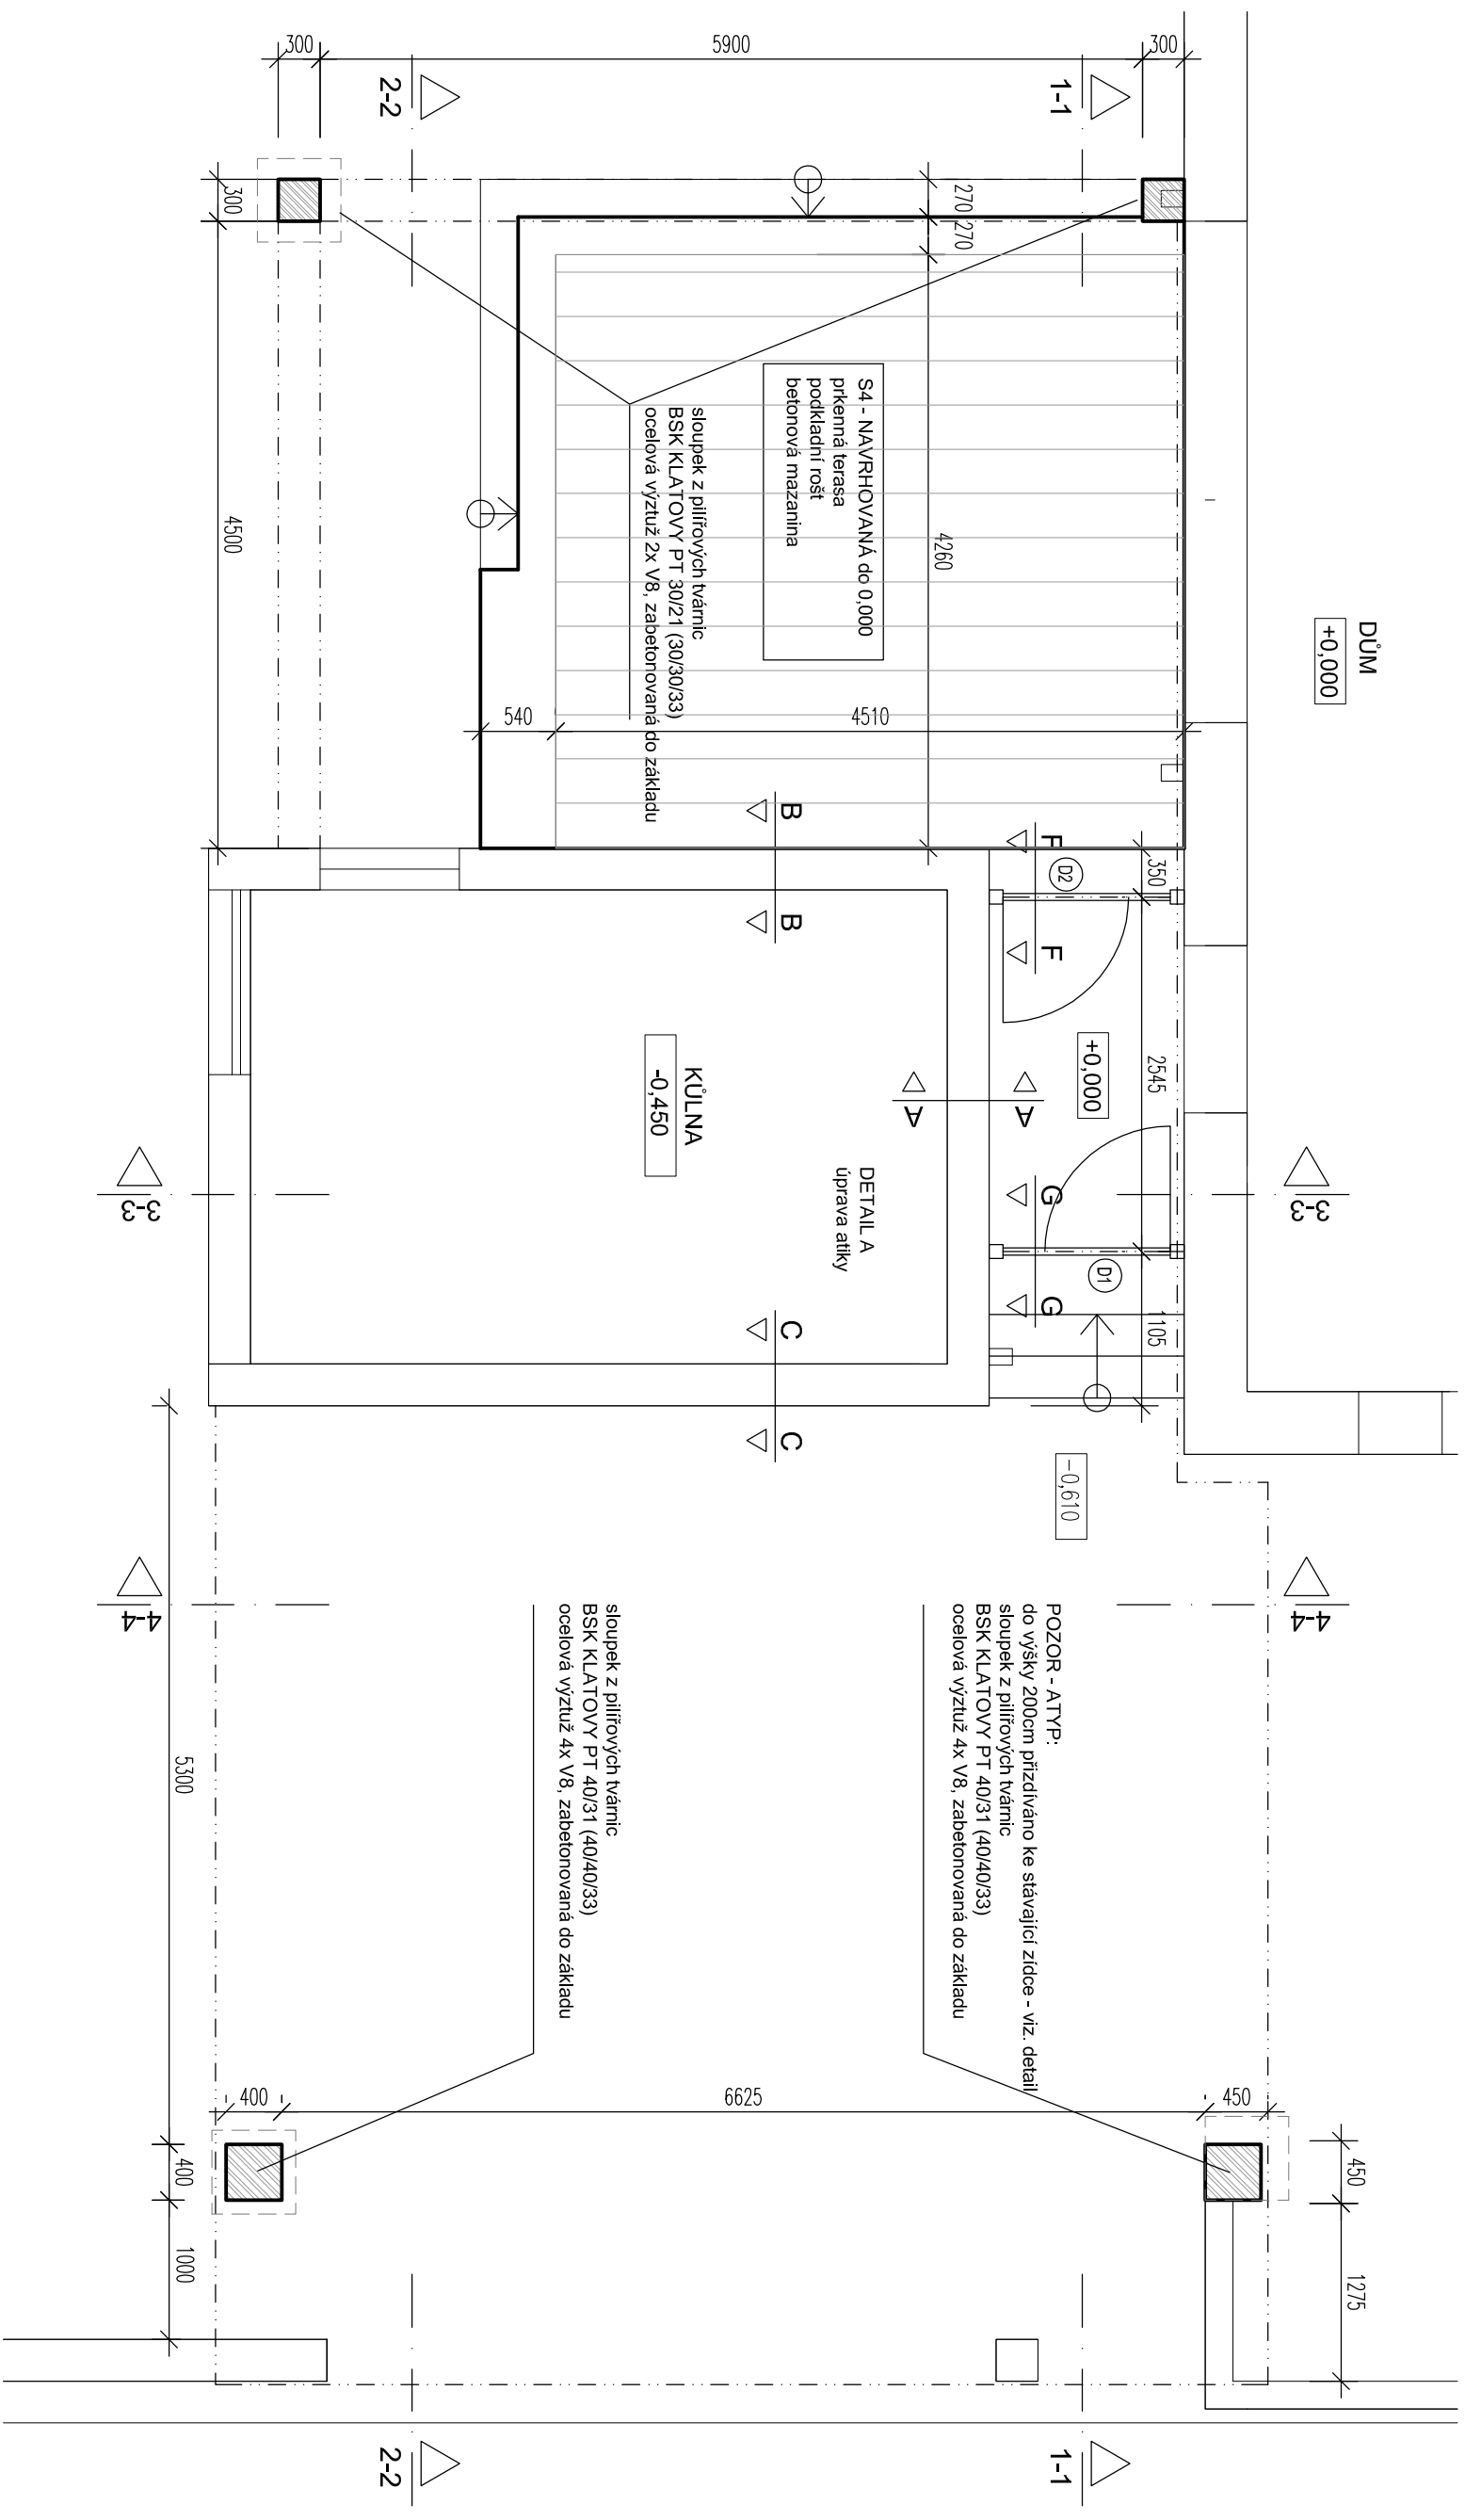 DŮM
+0,000
300
5900
300
1-1
2-2
300
4500
270
270
4260
S4 - NAVRHOVANÁ do 0,000
prkenná terasa
podkladní rošt
betonová mazanina
sloupek z pilířových tvárnic
BSK KLATOVY PT 30/21 (30/30/33)
ocelová výztuž 2x V8, zabetonovaná do základu
540
4510
B
B
F
F
D2
350
2545
1105
+0,000
A
A
G
G
D1
KŮLNA
-0,450
DETAIL A
úprava atiky
C
C
3-3
3-3
-0,610
4-4
4-4
POZOR - ATYP:
do výšky 200cm přizdíváno ke stávající zídce - viz. detail
sloupek z pilířových tvárnic
BSK KLATOVY PT 40/31 (40/40/33)
ocelová výztuž 4x V8, zabetonovaná do základu
sloupek z pilířových tvárnic
BSK KLATOVY PT 40/31 (40/40/33)
ocelová výztuž 4x V8, zabetonovaná do základu
5300
400
1000
400
6625
450
450
1275
1-1
2-2